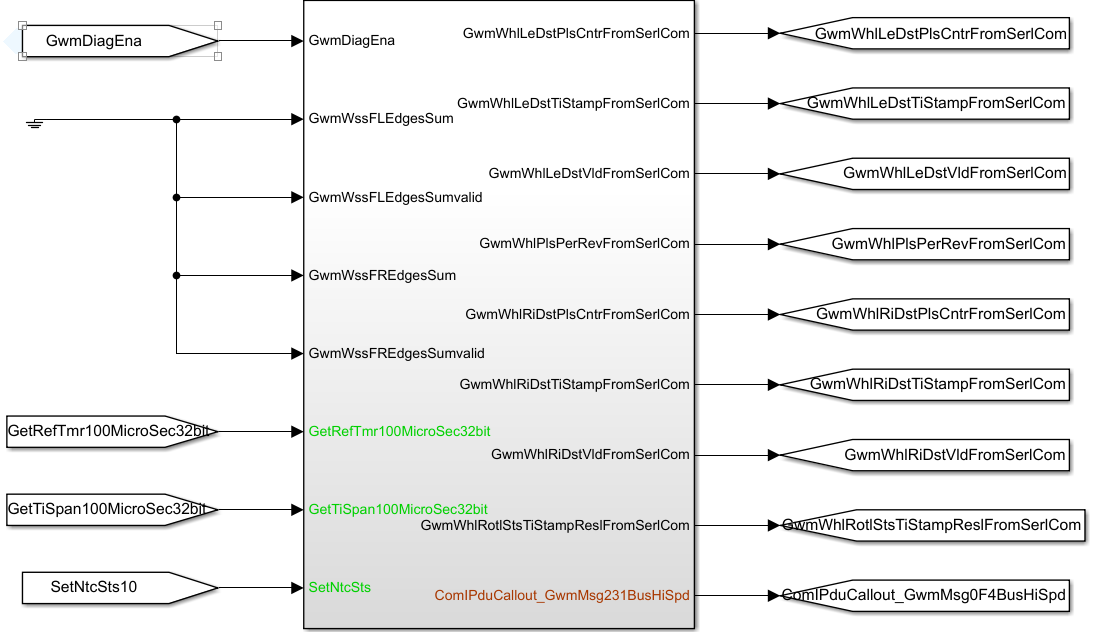 GwmDiagEna
GwmDiagEna
GwmWhlLeDstPlsCntrFromSerlCom
GwmWhlLeDstPlsCntrFromSerlCom
GwmWhlLeDstTiStampFromSerlCom
GwmWhlLeDstTiStampFromSerlCom
GwmWssFLEdgesSum
GwmWhlLeDstVldFromSerlCom
GwmWhlLeDstVldFromSerlCom
GwmWssFLEdgesSumvalid
GwmWhlPlsPerRevFromSerlCom
GwmWhlPlsPerRevFromSerlCom
GwmWssFREdgesSum
GwmWhlRiDstPlsCntrFromSerlCom
GwmWhlRiDstPlsCntrFromSerlCom
GwmWssFREdgesSumvalid
GwmWhlRiDstTiStampFromSerlCom
GwmWhlRiDstTiStampFromSerlCom
GetRefTmr100MicroSec32bit
GetRefTmr100MicroSec32bit
GwmWhlRiDstVldFromSerlCom
GwmWhlRiDstVldFromSerlCom
GetTiSpan100MicroSec32bit
GetTiSpan100MicroSec32bit
GwmWhlRotlStsTiStampReslFromSerlCom
GwmWhlRotlStsTiStampReslFromSerlCom
SetNtcSts10
SetNtcSts
ComIPduCallout_GwmMsg231BusHiSpd
ComIPduCallout_GwmMsg0F4BusHiSpd